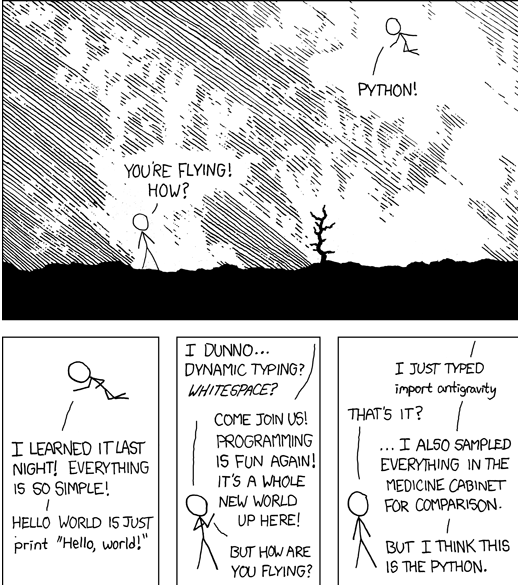 PYTHON!
YOU'RE FLYING!
HOW?
I LEARNED IT LAST
NIGHT! EVERYTHING
IS SO SIMPLE!
HELLO WORLD IS JUST
print "Hello, world!"
I DUNNO...
DYNAMIC TYPING?
WHITESPACE?
COME JOIN US!
PROGRAMMING
IS FUN AGAIN!
IT'S A WHOLE
NEW WORLD
UP HERE!
BUT HOW ARE
YOU FLYING?
I JUST TYPED
import antigravity
THAT'S IT?
... I ALSO SAMPLED
EVERYTHING IN THE
MEDICINE CABINET
FOR COMPARISON.
BUT I THINK THIS
IS THE PYTHON.